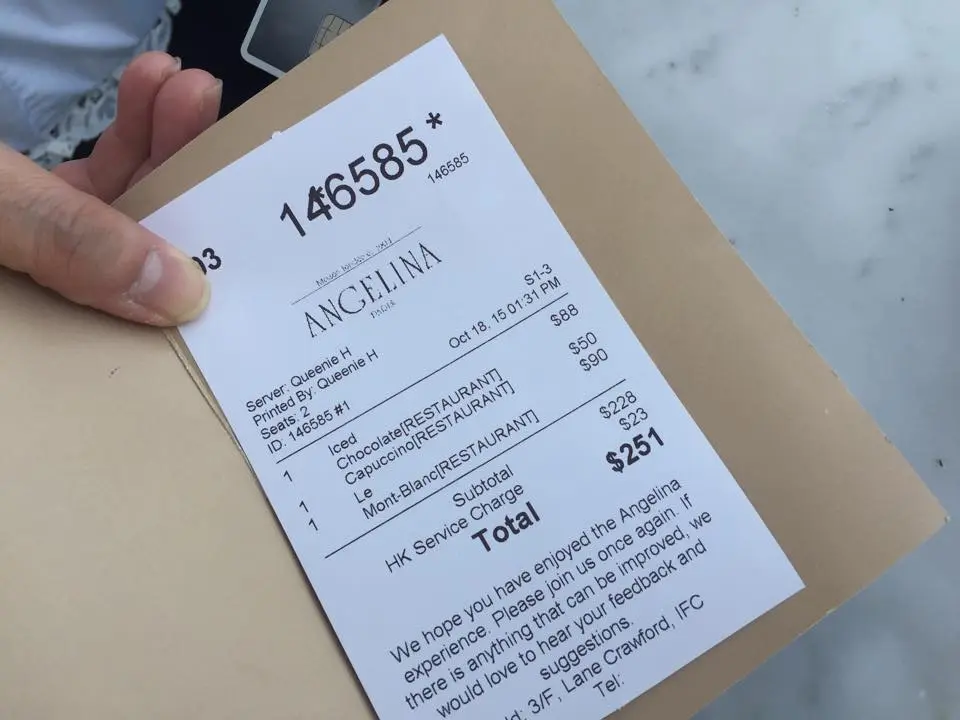 146585*
146585
03
ANGELINA
PARIS
S1-3
Server: Queenie H
Oct 18, 15 01:31 PM
Printed By: Queenie H
Seats: 2
ID: 146585 #1
1 Iced $88
Chocolate[RESTAURANT]
1 Capuccino[RESTAURANT] $50
1 Le $90
Mont-Blanc[RESTAURANT]
Subtotal $228
HK Service Charge $23
Total $251
We hope you have enjoyed the Angelina
experience. Please join us once again. If
there is anything that can be improved, we
would love to hear your feedback and
suggestions.
3/F, Lane Crawford, IFC
Tel: